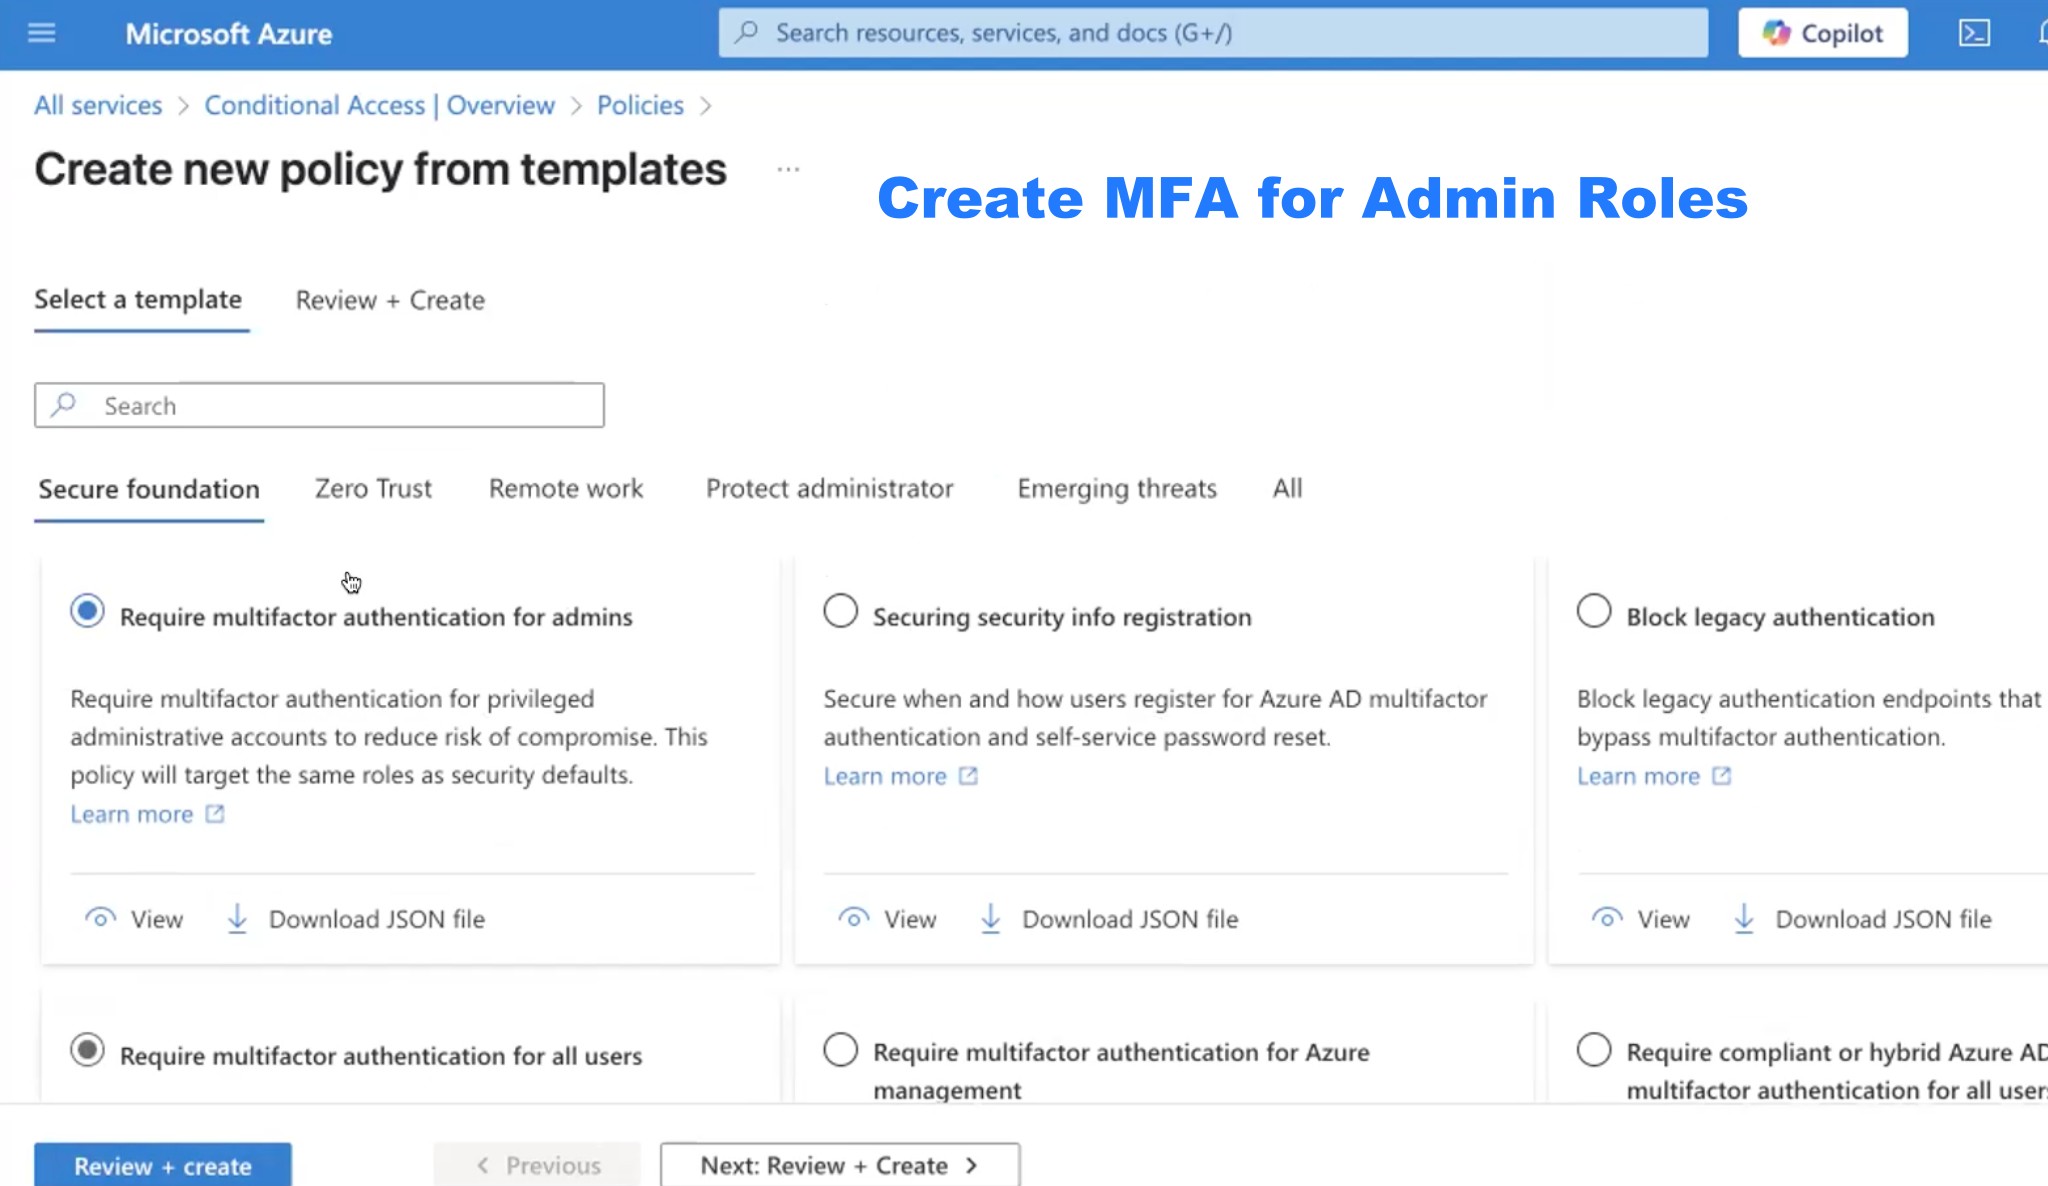 Microsoft Azure
Search resources, services, and docs (G+/)
Copilot
All services > Conditional Access | Overview > Policies >
Create new policy from templates ...
Create MFA for Admin Roles
Select a template
Review + Create
Search
Secure foundation
Zero Trust
Remote work
Protect administrator
Emerging threats
All
Require multifactor authentication for admins
Require multifactor authentication for privileged
administrative accounts to reduce risk of compromise. This
policy will target the same roles as security defaults.
Learn more
View
Download JSON file
Securing security info registration
Secure when and how users register for Azure AD multifactor
authentication and self-service password reset.
Learn more
View
Download JSON file
Block legacy authentication
Block legacy authentication endpoints that
bypass multifactor authentication.
Learn more
View
Download JSON file
Require multifactor authentication for all users
Require multifactor authentication for Azure
management
Require compliant or hybrid Azure AD
multifactor authentication for all users
Review + create
< Previous
Next: Review + Create >